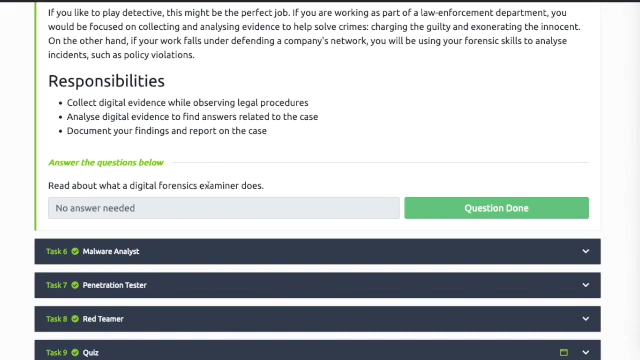 If you like to play detective, this might be the perfect job. If you are working as part of a law-enforcement department, you
would be focused on collecting and analysing evidence to help solve crimes: charging the guilty and exonerating the innocent.
On the other hand, if your work falls under defending a company's network, you will be using your forensic skills to analyse
incidents, such as policy violations.
Responsibilities
• Collect digital evidence while observing legal procedures
• Analyse digital evidence to find answers related to the case
• Document your findings and report on the case
Answer the questions below
Read about what a digital forensics examiner does.
No answer needed
Question Done
Task 6 Malware Analyst
Task 7 Penetration Tester
Task 8 Red Teamer
Task 9 Quiz